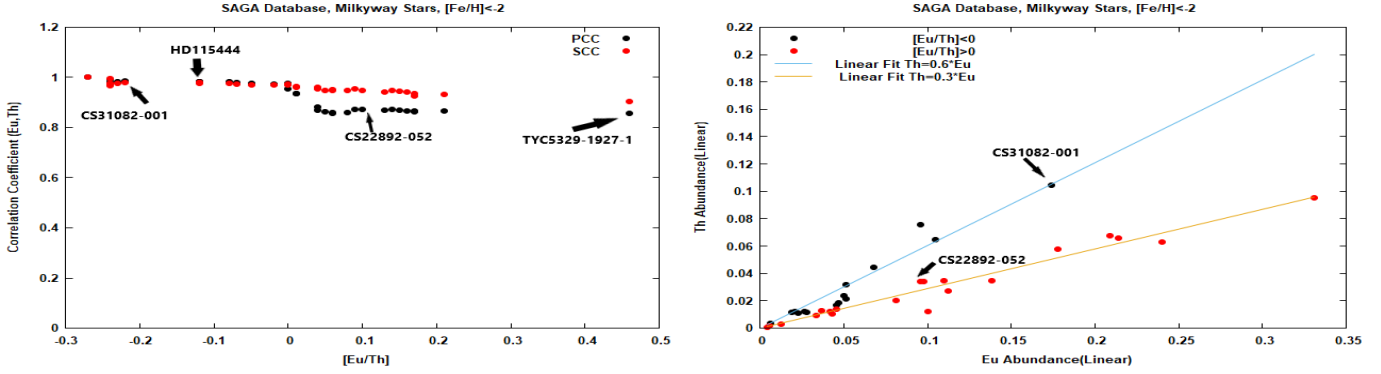 SAGA Database, Milkyway Stars, [Fe/H]<-2
Correlation Coefficient (Eu,Th)
1.2
1
0.8
0.6
0.4
0.2
0
-0.3
-0.2
-0.1
0
0.1
0.2
0.3
0.4
0.5
[Eu/Th]
PCC
SCC
HD115444
CS31082-001
CS22892-052
TYC5329-1927-1
SAGA Database, Milkyway Stars, [Fe/H]<-2
Th Abundance(Linear)
0.22
0.2
0.18
0.16
0.14
0.12
0.1
0.08
0.06
0.04
0.02
0
0
0.05
0.1
0.15
0.2
0.25
0.3
0.35
Eu Abundance(Linear)
[Eu/Th]<0
[Eu/Th]>0
Linear Fit Th=0.6*Eu
Linear Fit Th=0.3*Eu
CS31082-001
CS22892-052